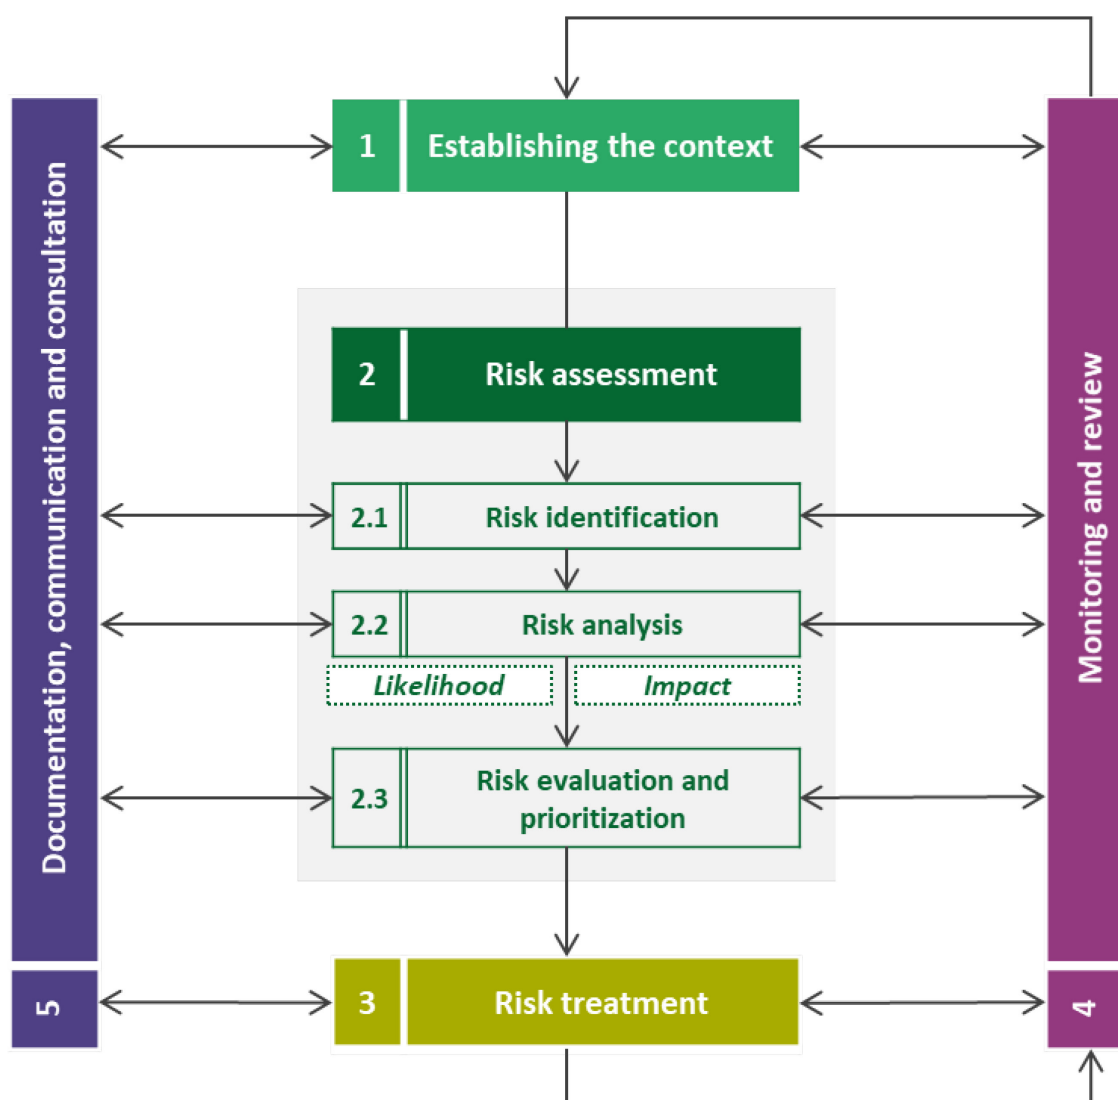 1
Establishing the context
2
Risk assessment
2.1
Risk identification
2.2
Risk analysis
Likelihood
Impact
2.3
Risk evaluation and
prioritization
3
Risk treatment
Monitoring and review
4
Documentation, communication and consultation
5